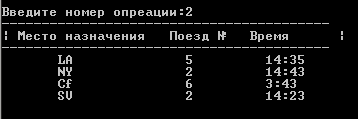 Введите номер опреации:2
----------------------------------------
¦ Место назначения   Поезд №   Время      ¦
----------------------------------------
LA   5   14:35
NY   2   14:43
Cf   6   3:43
SV   2   14:23